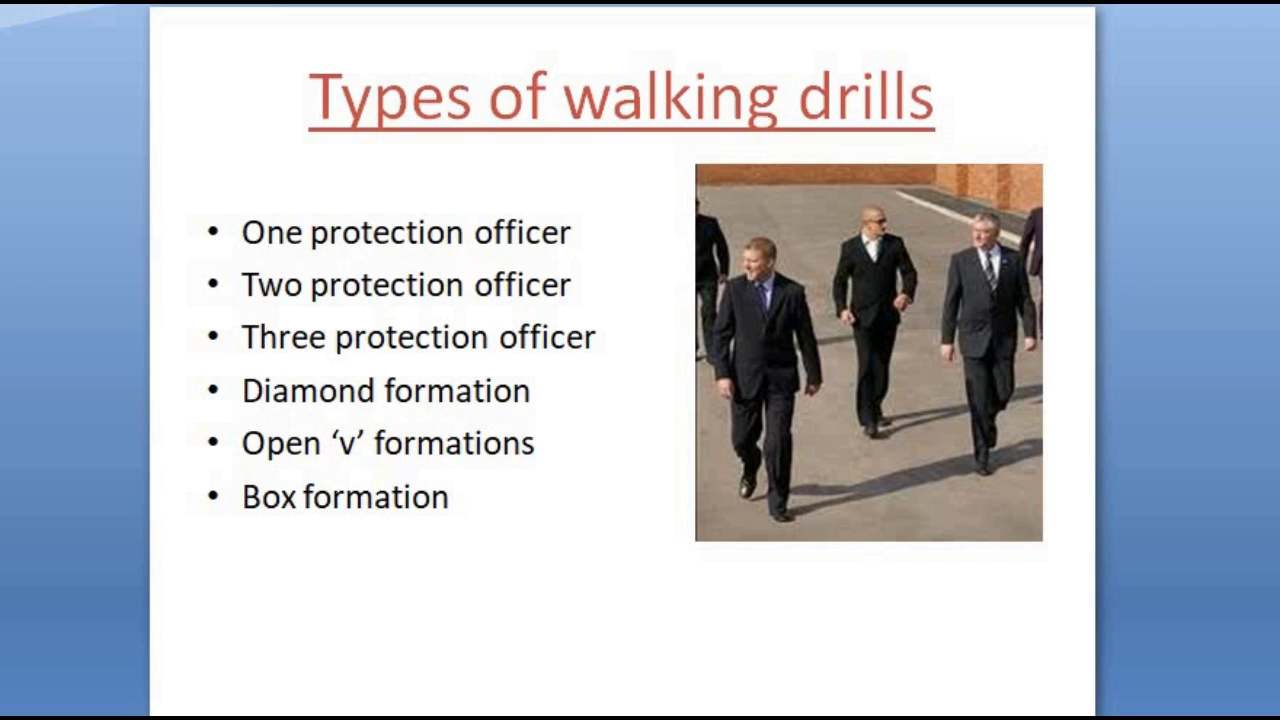 Types of walking drills
• One protection officer
• Two protection officer
• Three protection officer
• Diamond formation
• Open ‘v’ formations
• Box formation